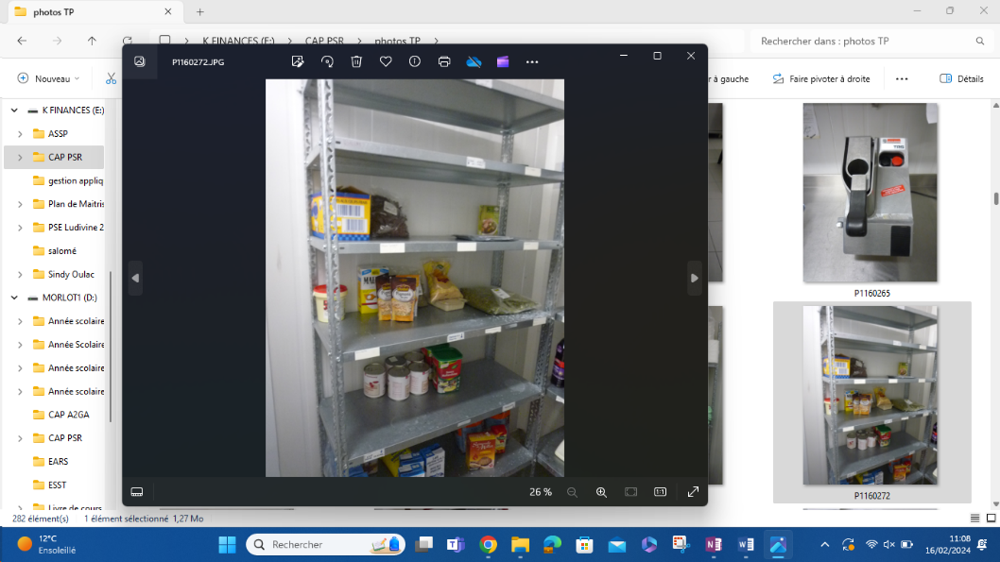 photos TP
K FINANCES (E:) > CAP PSR > photos TP >
Rechercher dans : photos TP
P1160272.JPG
Nouveau
r à gauche
Faire pivoter à droite
Détails
K FINANCES (E:)
ASSP
CAP PSR
gestion appliq
Plan de Maitris
PSE Ludivine 2
salomé
Sindy Oulac
MORLOT1 (D:)
Année scolaire
Année Scolaire
Année scolaire
Année scolaire
CAP A2GA
CAP PSR
EARS
ESST
Livre de cours
P1160265
P1160272
26 %
282 élément(s) 1 élément sélectionné 1,27 Mo
12°C
Ensoleillé
Rechercher
11:08
16/02/2024